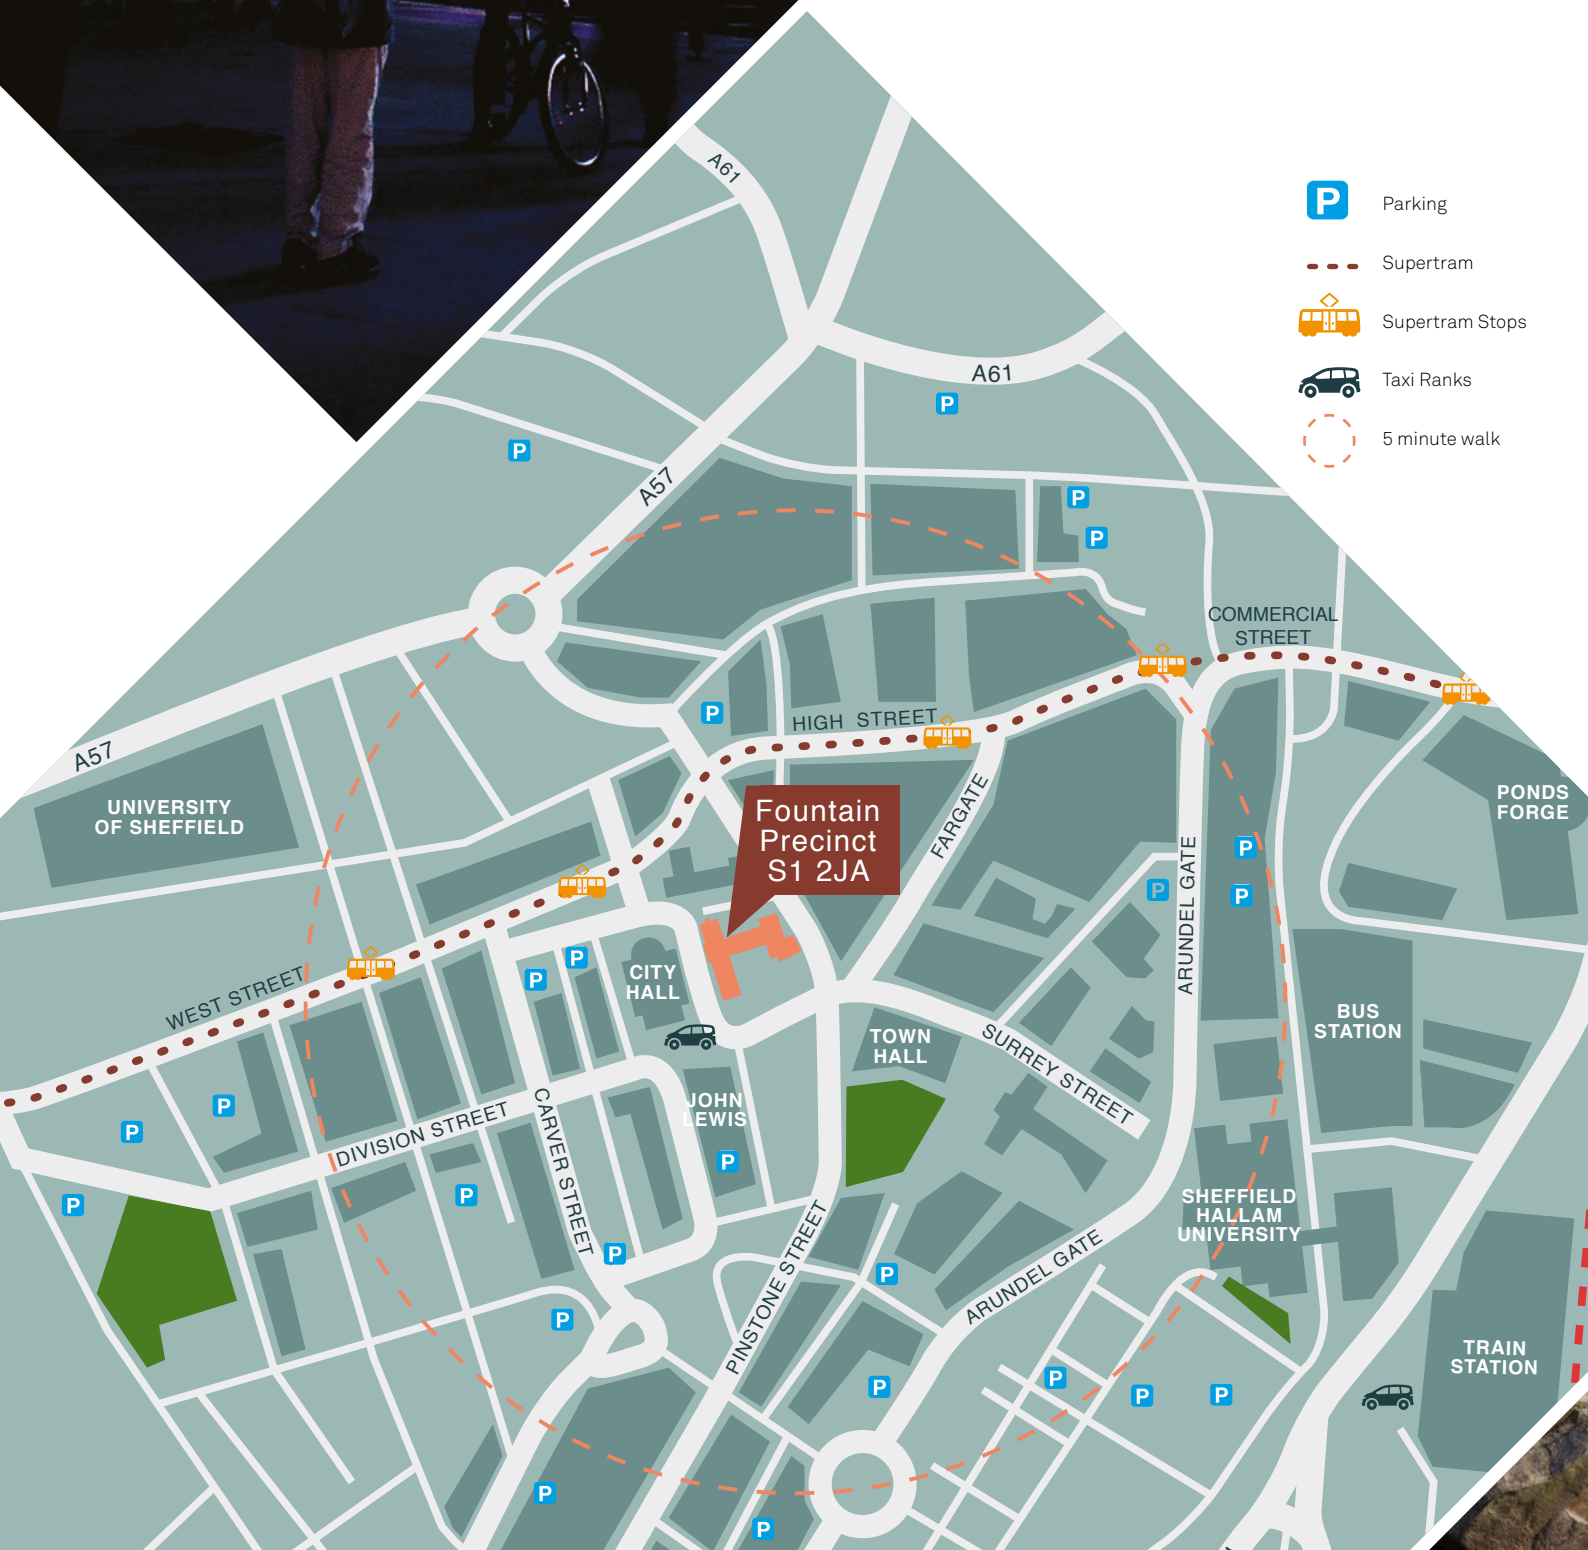 A61
P Parking
Supertram
Supertram Stops
Taxi Ranks
5 minute walk
A61
P
P
A57
P
P
COMMERCIAL
STREET
P
HIGH STREET
A57
UNIVERSITY
OF SHEFFIELD
Fountain
Precinct
S1 2JA
FARGATE
PONDS
FORGE
P
P
P
ARUNDEL GATE
WEST STREET
P
P
CITY
HALL
BUS
STATION
TOWN
HALL
SURREY STREET
P
P
DIVISION STREET
CARVER STREET
JOHN
LEWIS
P
P
P
SHEFFIELD
HALLAM
UNIVERSITY
P
P
P
PINSTONE STREET
ARUNDEL GATE
TRAIN
STATION
P
P
P
P
P
P